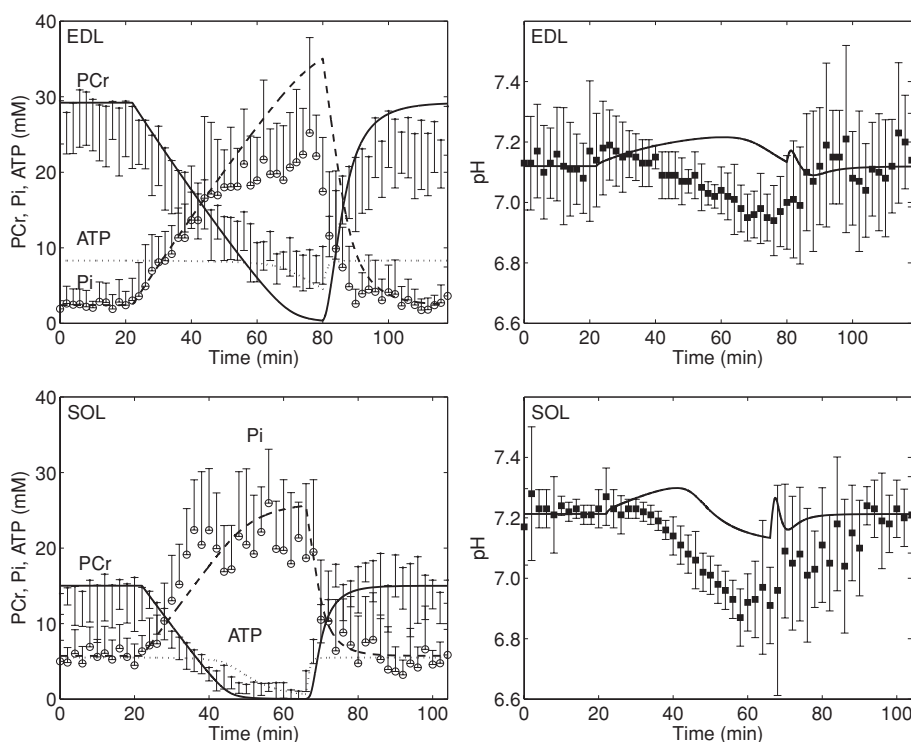 EDL
PCr
ATP
Pi
PCr, Pi, ATP (mM)
40
30
20
10
0
0 20 40 60 80 100
Time (min)
EDL
pH
7.4
7.2
7.0
6.8
6.6
0 20 40 60 80 100
Time (min)
SOL
Pi
PCr
ATP
PCr, Pi, ATP (mM)
40
30
20
10
0
0 20 40 60 80 100
Time (min)
SOL
pH
7.4
7.2
7.0
6.8
6.6
0 20 40 60 80 100
Time (min)